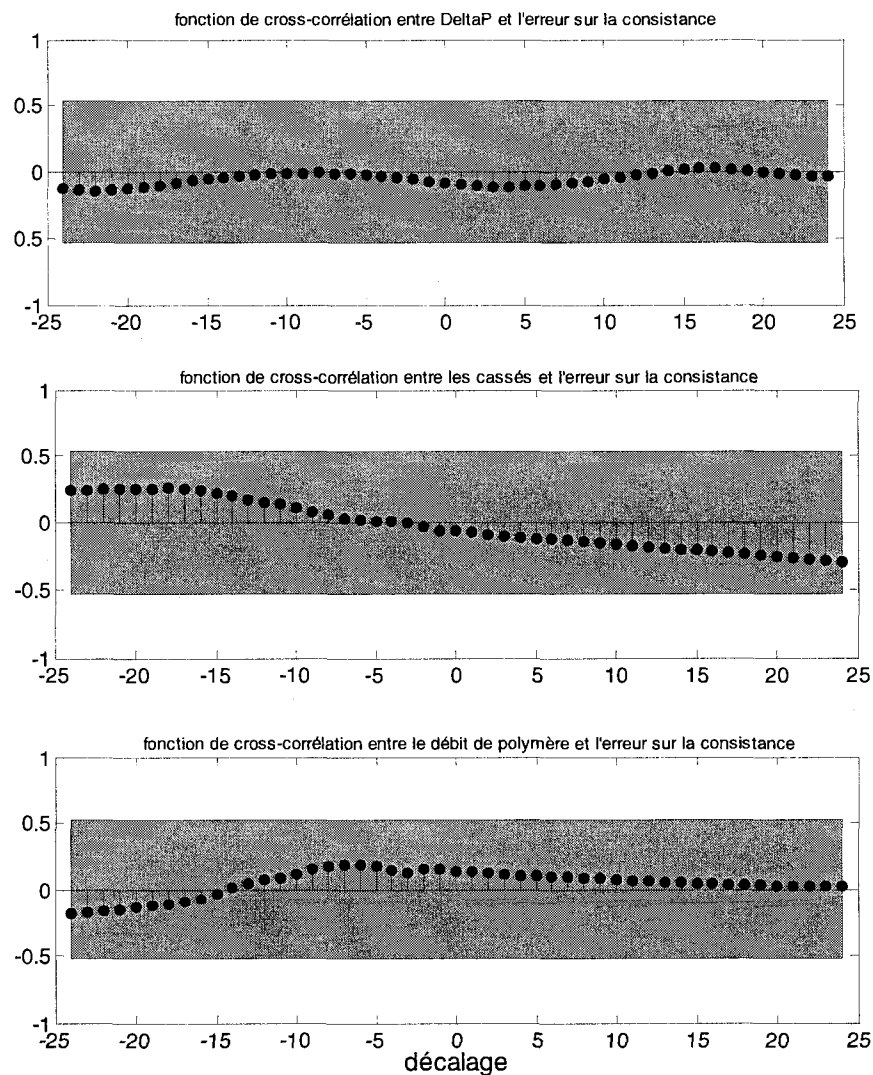 fonction de cross-corrélation entre DeltaP et l'erreur sur la consistance
1
0.5
0
0.5
-1
-25 -20 -15 -10 -5 0 5 10 15 20 25
fonction de cross-corrélation entre les cassés et l'erreur sur la consistance
1
0.5
0
-0.5
-1
-25 -20 -15 -10 -5 0 5 10 15 20 25
fonction de cross-corrélation entre le débit de polymère et l'erreur sur la consistance
1
0.5
0
-0.5
-1
-25 -20 -15 -10 -5 0 5 10 15 20 25
décalage